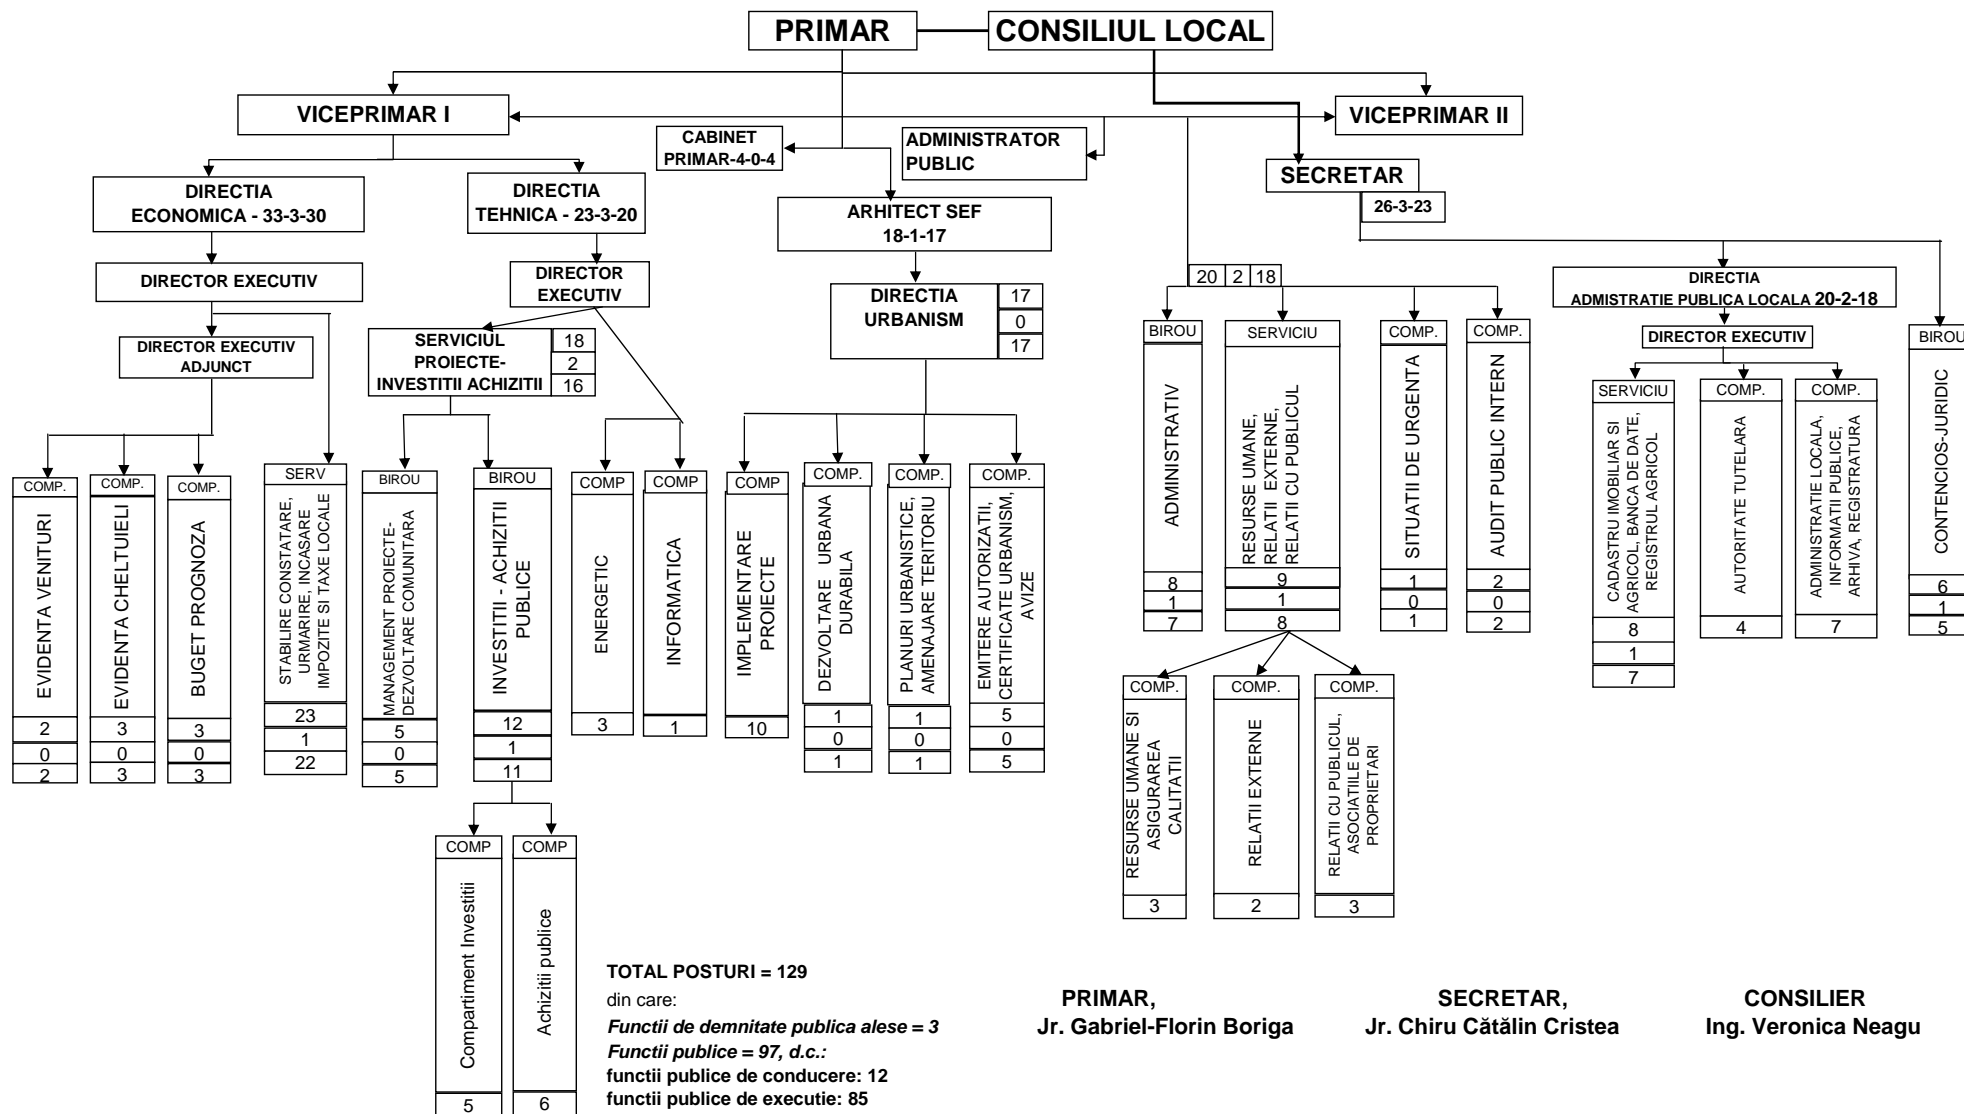 PRIMAR
CONSILIUL LOCAL
VICEPRIMAR I
VICEPRIMAR II
CABINET
PRIMAR-4-0-4
ADMINISTRATOR
PUBLIC
SECRETAR
26-3-23
DIRECTIA
ECONOMICA - 33-3-30
DIRECTIA
TEHNICA - 23-3-20
ARHITECT SEF
18-1-17
DIRECTOR EXECUTIV
DIRECTOR
EXECUTIV
DIRECTIA
URBANISM
17
0
17
20 2 18
DIRECTIA
ADMISTRATIE PUBLICA LOCALA 20-2-18
DIRECTOR EXECUTIV
DIRECTOR EXECUTIV
ADJUNCT
SERVICIUL
PROIECTE-
INVESTITII ACHIZITII
18
2
16
COMP.
EVIDENTA VENITURI
2
0
2
COMP.
EVIDENTA CHELTUIELI
3
0
3
COMP.
BUGET PROGNOZA
3
0
3
SERV
STABILIRE CONSTATARE,
URMARIRE, INCASARE
IMPOZITE SI TAXE LOCALE
23
1
22
BIROU
MANAGEMENT PROIECTE-
DEZVOLTARE COMUNITARA
5
0
5
BIROU
INVESTITII - ACHIZITII
PUBLICE
12
1
11
COMP
ENERGETIC
3
COMP
INFORMATICA
1
COMP
IMPLEMENTARE
PROIECTE
10
COMP.
DEZVOLTARE URBANA
DURABILA
1
0
1
COMP.
PLANURI URBANISTICE,
AMENAJARE TERITORIU
1
0
1
COMP.
EMITERE AUTORIZATII,
CERTIFICATE URBANISM,
AVIZE
5
0
5
BIROU
ADMINISTRATIV
8
1
7
SERVICIU
RESURSE UMANE,
RELATII EXTERNE,
RELATII CU PUBLICUL
9
1
8
COMP.
SITUATII DE URGENTA
1
0
1
COMP.
AUDIT PUBLIC INTERN
2
0
2
SERVICIU
CADASTRU IMOBILIAR SI
AGRICOL, BANCA DE DATE,
REGISTRUL AGRICOL
8
1
7
COMP.
AUTORITATE TUTELARA
4
COMP.
ADMINISTRATIE LOCALA,
INFORMATII PUBLICE,
ARHIVA, REGISTRATURA
7
BIROU
CONTENCIOS-JURIDIC
6
1
5
COMP.
RESURSE UMANE SI
ASIGURAREA
CALITATII
3
COMP.
RELATII EXTERNE
2
COMP.
RELATII CU PUBLICUL,
ASOCIATIILE DE
PROPRIETARI
3
COMP
Compartiment Investitii
5
COMP
Achizitii publice
6
TOTAL POSTURI = 129
din care:
Functii de demnitate publica alese = 3
Functii publice = 97, d.c.:
functii publice de conducere: 12
functii publice de executie: 85
PRIMAR,
Jr. Gabriel-Florin Boriga
SECRETAR,
Jr. Chiru Cătălin Cristea
CONSILIER
Ing. Veronica Neagu